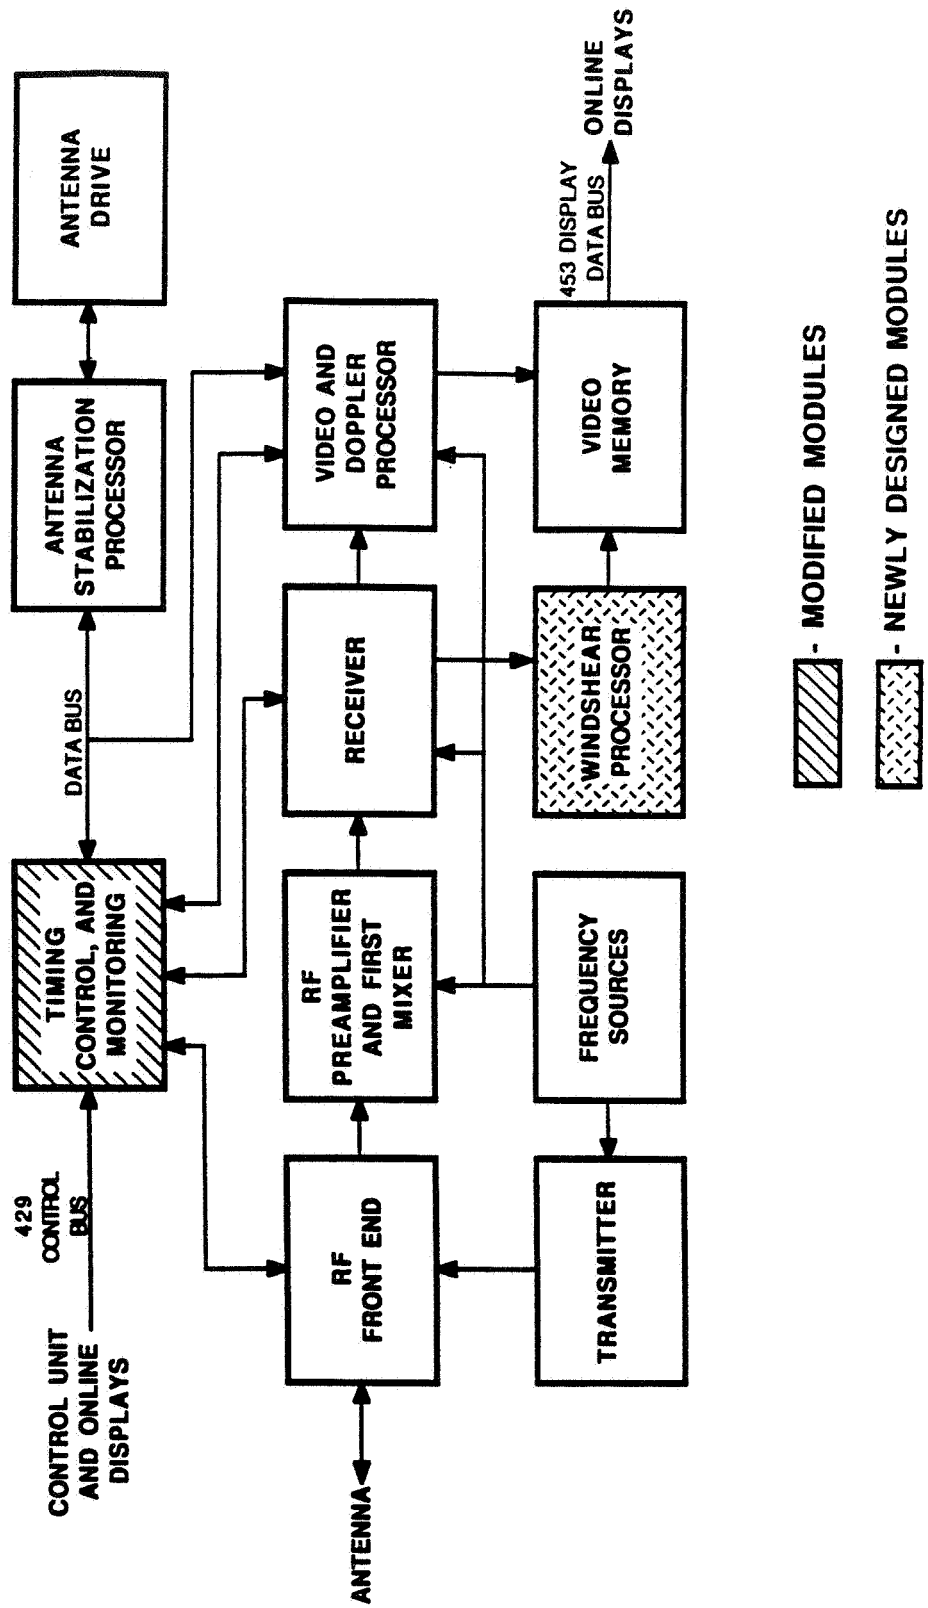 CONTROL UNIT
AND ONLINE
DISPLAYS
429
CONTROL
BUS
TIMING
CONTROL, AND
MONITORING
DATA BUS
ANTENNA
STABILIZATION
PROCESSOR
ANTENNA
DRIVE
ANTENNA
RF
FRONT END
RF
PREAMPLIFIER
AND FIRST
MIXER
RECEIVER
VIDEO AND
DOPPLER
PROCESSOR
TRANSMITTER
FREQUENCY
SOURCES
WINDSHEAR
PROCESSOR
VIDEO
MEMORY
453 DISPLAY
DATA BUS
ONLINE
DISPLAYS
- MODIFIED MODULES
- NEWLY DESIGNED MODULES